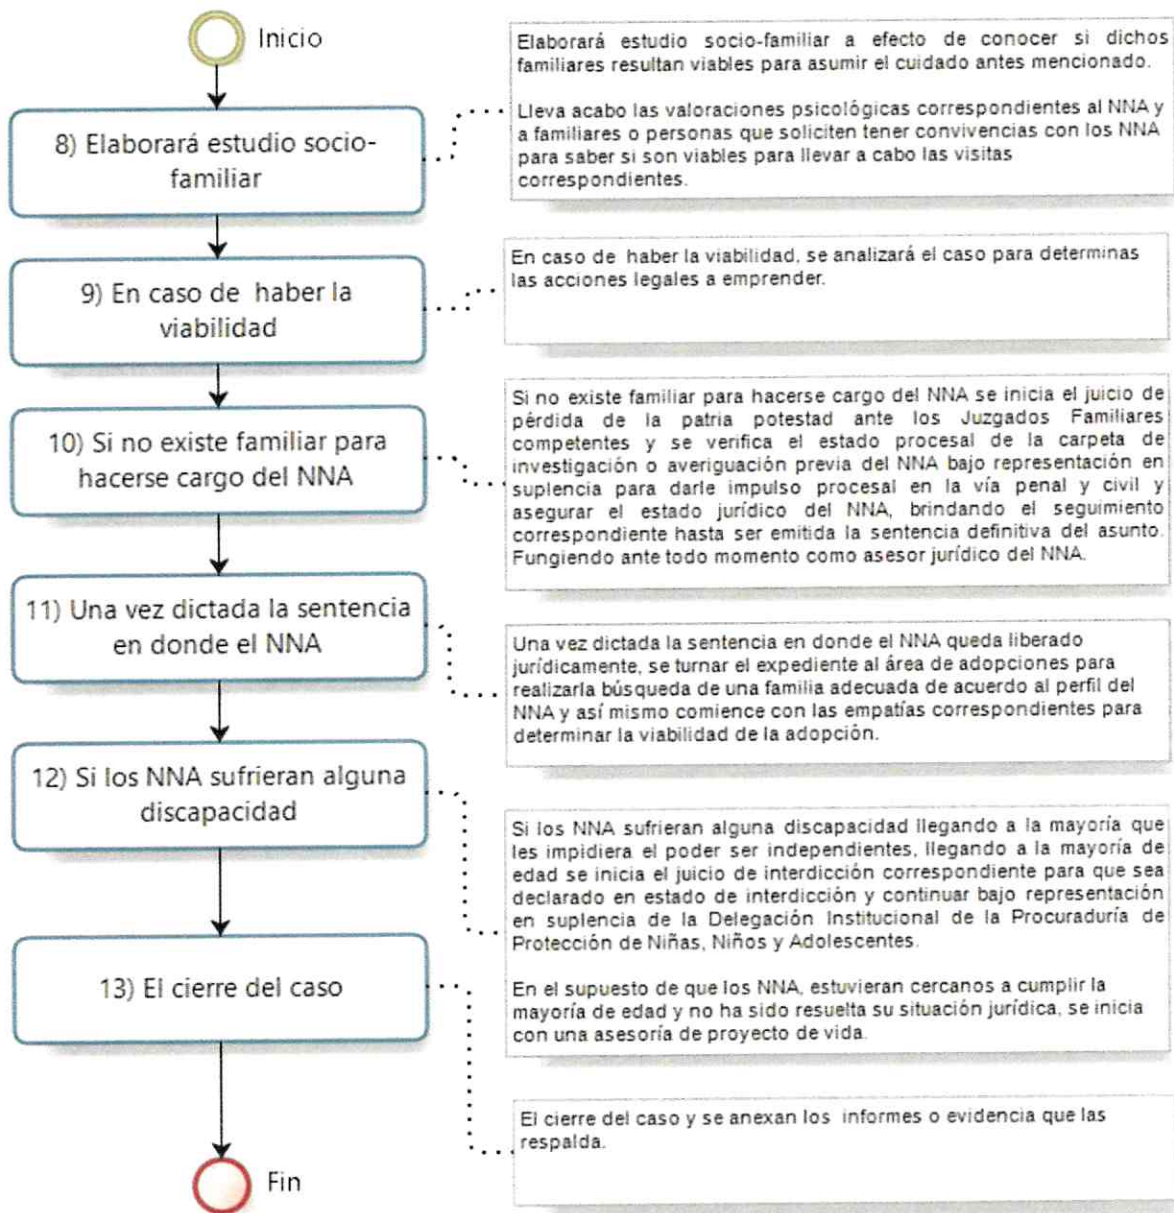 Inicio
Elaborará estudio socio-familiar a efecto de conocer si dichos
familiares resultan viables para asumir el cuidado antes mencionado.
Lleva acabo las valoraciones psicológicas correspondientes al NNA y
a familiares o personas que soliciten tener convivencias con los NNA
para saber si son viables para llevar a cabo las visitas
correspondientes.
8) Elaborará estudio socio-
familiar
En caso de haber la viabilidad, se analizará el caso para determinas
las acciones legales a emprender.
9) En caso de haber la
viabilidad
Si no existe familiar para hacerse cargo del NNA se inicia el juicio de
pérdida de la patria potestad ante los Juzgados Familiares
competentes y se verifica el estado procesal de la carpeta de
investigación o averiguación previa del NNA bajo representación en
suplencia para darle impulso procesal en la vía penal y civil y
asegurar el estado jurídico del NNA, brindando el seguimiento
correspondiente hasta ser emitida la sentencia definitiva del asunto.
Fungiendo ante todo momento como asesor jurídico del NNA.
10) Si no existe familiar para
hacerse cargo del NNA
11) Una vez dictada la sentencia
en donde el NNA
Una vez dictada la sentencia en donde el NNA queda liberado
jurídicamente, se turnar el expediente al área de adopciones para
realizarla búsqueda de una familia adecuada de acuerdo al perfil del
NNA y así mismo comience con las empatías correspondientes para
determinar la viabilidad de la adopción.
12) Si los NNA sufrieran alguna
discapacidad
Si los NNA sufrieran alguna discapacidad llegando a la mayoría que
les impidiera el poder ser independientes, llegando a la mayoría de
edad se inicia el juicio de interdicción correspondiente para que sea
declarado en estado de interdicción y continuar bajo representación
en suplencia de la Delegación Institucional de la Procuraduría de
Protección de Niñas, Niños y Adolescentes.
En el supuesto de que los NNA, estuvieran cercanos a cumplir la
mayoría de edad y no ha sido resuelta su situación jurídica, se inicia
con una asesoría de proyecto de vida.
13) El cierre del caso
El cierre del caso y se anexan los informes o evidencia que las
respalda.
Fin